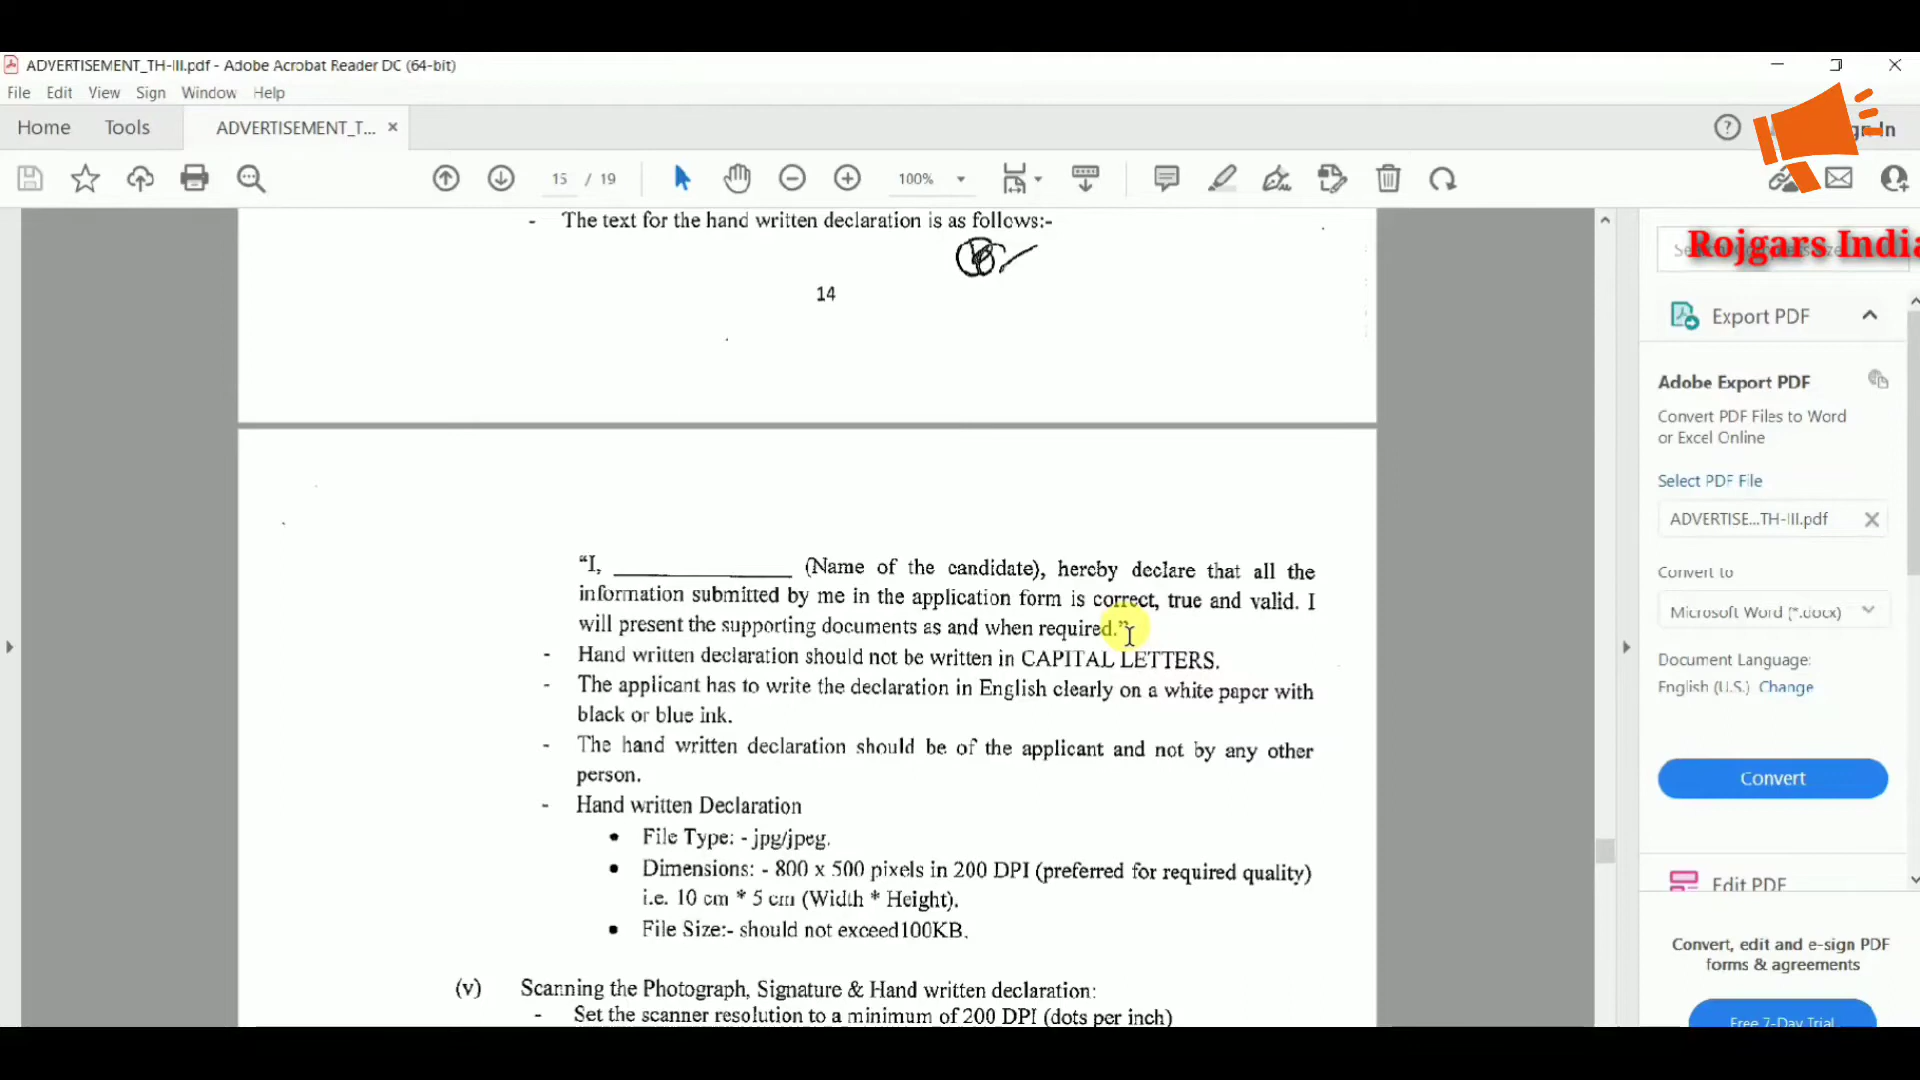 ADVERTISEMENT_TH-III.pdf - Adobe Acrobat Reader DC (64-bit)
File Edit View Sign Window Help
Home Tools ADVERTISEMENT_T... ×
15 / 19 100%
Rojgars India
- The text for the hand written declaration is as follows:-
14
“I, ________________ (Name of the candidate), hereby declare that all the
information submitted by me in the application form is correct, true and valid. I
will present the supporting documents as and when required.”
- Hand written declaration should not be written in CAPITAL LETTERS.
- The applicant has to write the declaration in English clearly on a white paper with
black or blue ink.
- The hand written declaration should be of the applicant and not by any other
person.
- Hand written Declaration
• File Type: - jpg/jpeg.
• Dimensions: - 800 x 500 pixels in 200 DPI (preferred for required quality)
i.e. 10 cm * 5 cm (Width * Height).
• File Size:- should not exceed100KB.
(v) Scanning the Photograph, Signature & Hand written declaration:
- Set the scanner resolution to a minimum of 200 DPI (dots per inch)
Export PDF
Adobe Export PDF
Convert PDF Files to Word
or Excel Online
Select PDF File
ADVERTISE...TH-III.pdf
Convert to
Microsoft Word (*.docx)
Document Language:
English (U.S.) Change
Convert
Edit PDF
Convert, edit and e-sign PDF
forms & agreements
Free 7-Day Trial